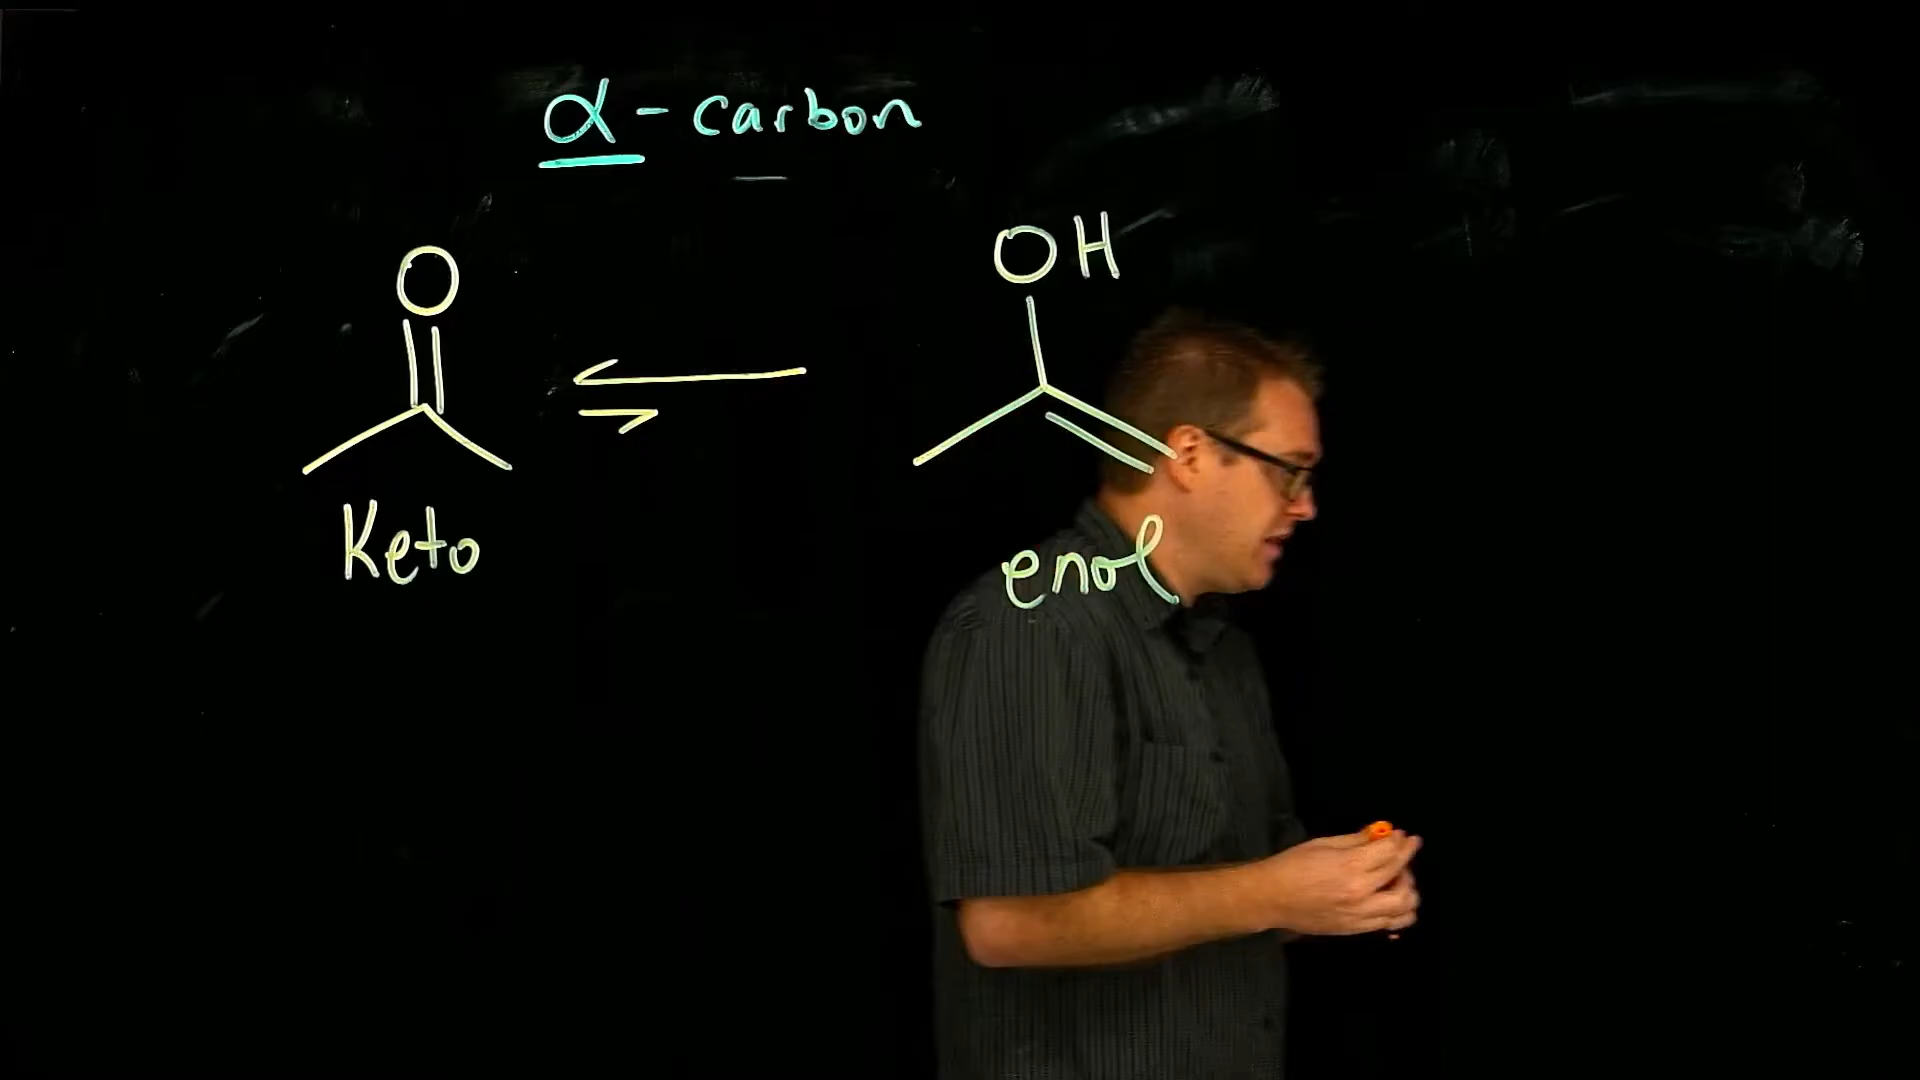 α-carbon
O
OH
Keto
enol